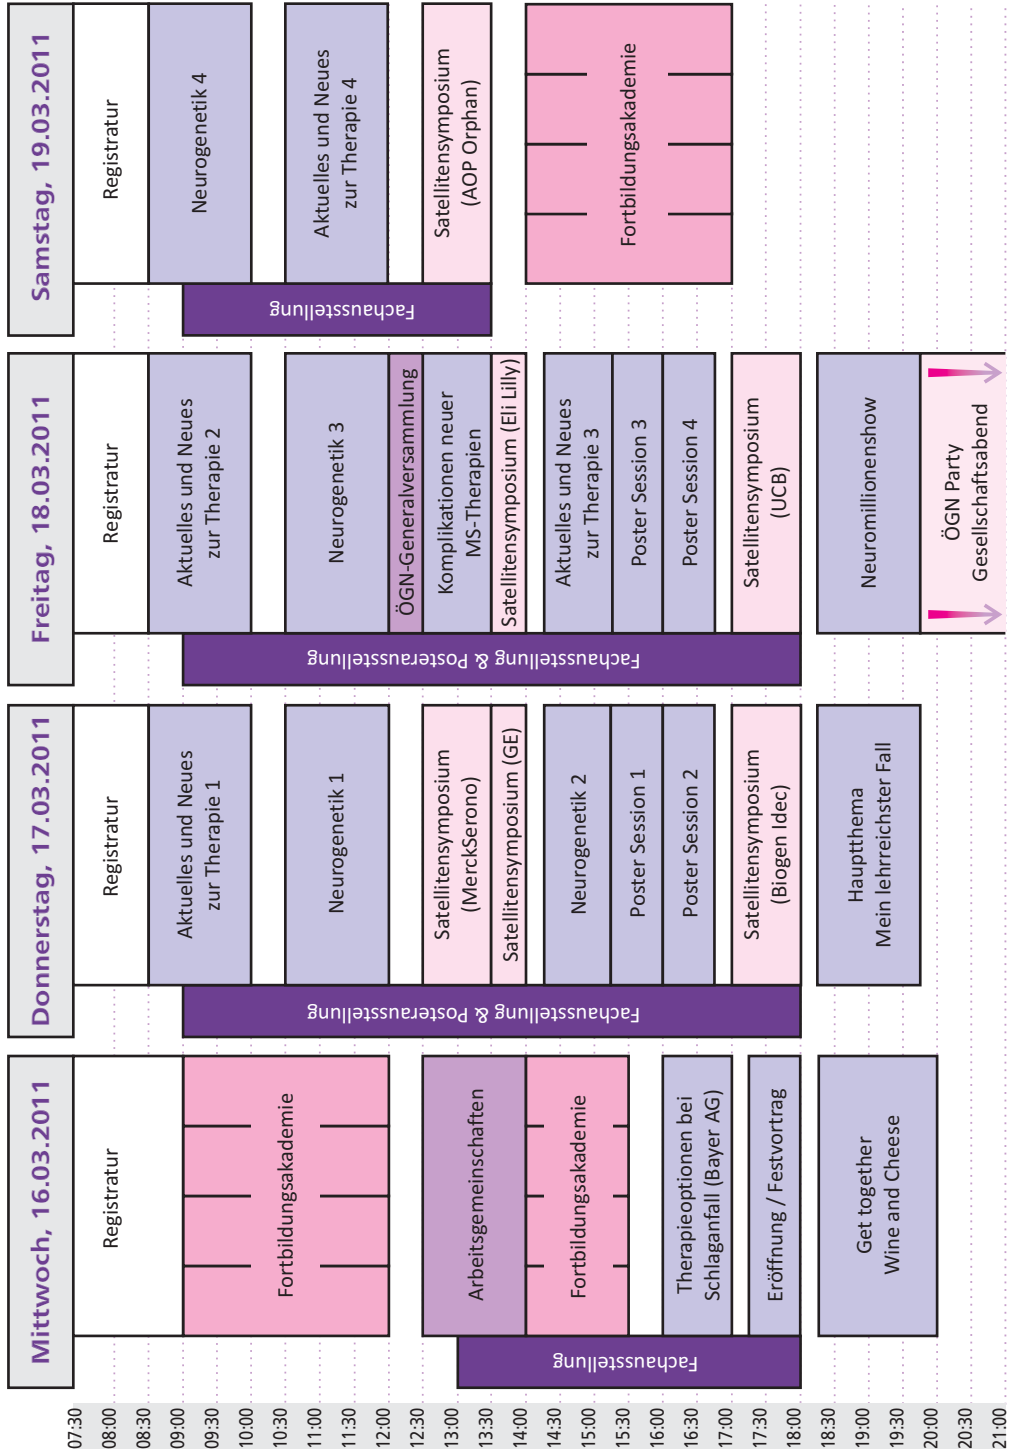 Mittwoch, 16.03.2011
Registratur
Fortbildungsakademie
Arbeitsgemeinschaften
Fortbildungsakademie
Therapieoptionen bei
Schlaganfall (Bayer AG)
Eröffnung / Festvortrag
Get together
Wine and Cheese
Fachausstellung
Donnerstag, 17.03.2011
Registratur
Aktuelles und Neues
zur Therapie 1
Neurogenetik 1
Satellitensymposium
(MerckSerono)
Satellitensymposium (GE)
Neurogenetik 2
Poster Session 1
Poster Session 2
Satellitensymposium
(Biogen Idec)
Hauptthema
Mein lehrreichster Fall
Fachausstellung & Posterausstellung
Freitag, 18.03.2011
Registratur
Aktuelles und Neues
zur Therapie 2
Neurogenetik 3
ÖGN-Generalversammlung
Komplikationen neuer
MS-Therapien
Satellitensymposium (Eli Lilly)
Aktuelles und Neues
zur Therapie 3
Poster Session 3
Poster Session 4
Satellitensymposium
(UCB)
Neuromillionenshow
ÖGN Party
Gesellschaftsabend
Fachausstellung & Posterausstellung
Samstag, 19.03.2011
Registratur
Neurogenetik 4
Aktuelles und Neues
zur Therapie 4
Satellitensymposium
(AOP Orphan)
Fortbildungsakademie
Fachausstellung
07:30
08:00
08:30
09:00
09:30
10:00
10:30
11:00
11:30
12:00
12:30
13:00
13:30
14:00
14:30
15:00
15:30
16:00
16:30
17:00
17:30
18:00
18:30
19:00
19:30
20:00
20:30
21:00